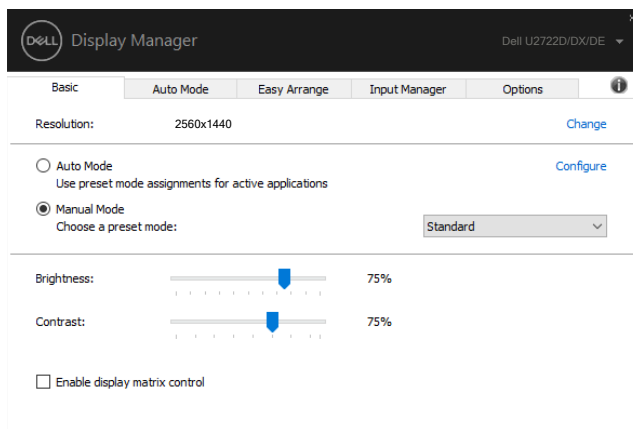 DELL Display Manager
Dell U2722D/DX/DE
Basic Auto Mode Easy Arrange Input Manager Options
Resolution: 2560x1440 Change
Auto Mode Configure
Use preset mode assignments for active applications
Manual Mode
Choose a preset mode: Standard
Brightness: 75%
Contrast: 75%
Enable display matrix control